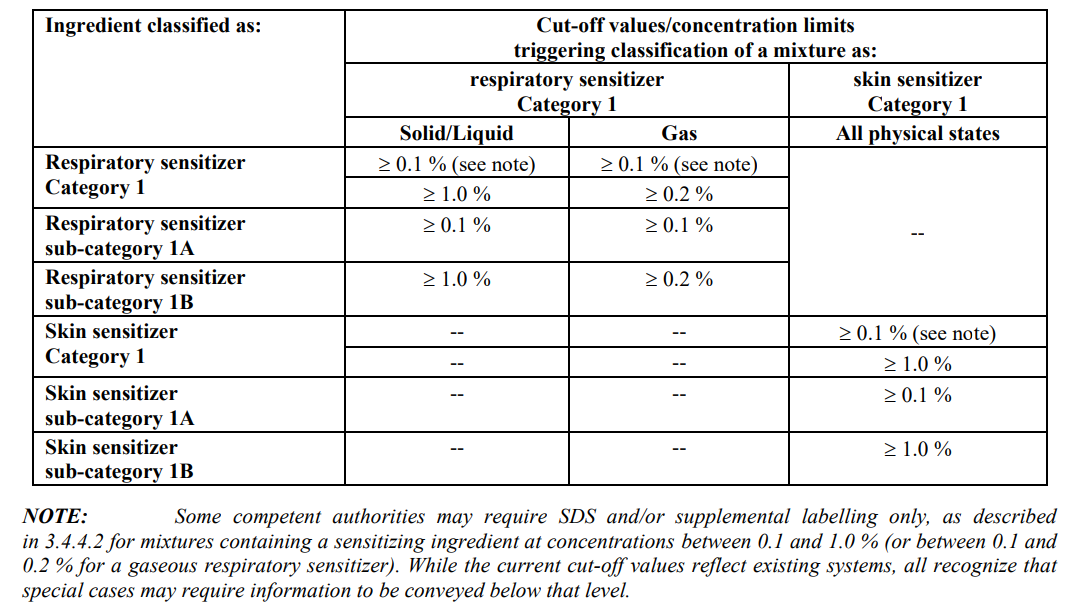 Ingredient classified as:
Cut-off values/concentration limits
triggering classification of a mixture as:
respiratory sensitizer
Category 1
skin sensitizer
Category 1
Solid/Liquid
Gas
All physical states
Respiratory sensitizer
Category 1
≥ 0.1 % (see note)
≥ 0.1 % (see note)
--
≥ 1.0 %
≥ 0.2 %
Respiratory sensitizer
sub-category 1A
≥ 0.1 %
≥ 0.1 %
Respiratory sensitizer
sub-category 1B
≥ 1.0 %
≥ 0.2 %
Skin sensitizer
Category 1
--
--
≥ 0.1 % (see note)
--
--
≥ 1.0 %
Skin sensitizer
sub-category 1A
--
--
≥ 0.1 %
Skin sensitizer
sub-category 1B
--
--
≥ 1.0 %
NOTE: Some competent authorities may require SDS and/or supplemental labelling only, as described
in 3.4.4.2 for mixtures containing a sensitizing ingredient at concentrations between 0.1 and 1.0 % (or between 0.1 and
0.2 % for a gaseous respiratory sensitizer). While the current cut-off values reflect existing systems, all recognize that
special cases may require information to be conveyed below that level.